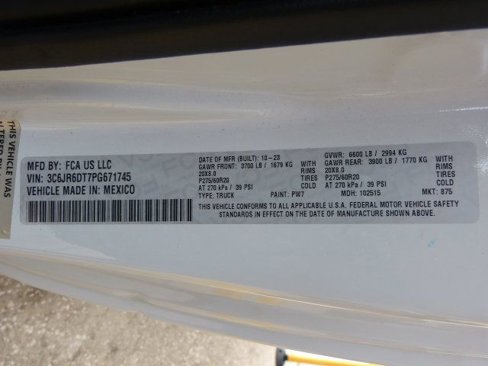 THIS VEHICLE WAS
MFD BY: FCA US LLC
VIN: 3C6JR6DT7PG671745
VEHICLE MADE IN: MEXICO
DATE OF MFR (BUILT): 10-23
GVWR: 6600 LB / 2994 KG
GAWR FRONT: 3700 LB / 1679 KG WITH
20X8.0 RIMS
P275/60R20 TIRES
AT 270 kPa / 39 PSI COLD
GAWR REAR: 3900 LB / 1770 KG WITH
20X8.0 RIMS
P275/60R20 TIRES
AT 270 kPa / 39 PSI COLD
TYPE: TRUCK PAINT: PW7 MDH: 102515 MKT: 875
THIS VEHICLE CONFORMS TO ALL APPLICABLE U.S.A. FEDERAL MOTOR VEHICLE SAFETY
STANDARDS IN EFFECT ON THE DATE OF MANUFACTURE SHOWN ABOVE.